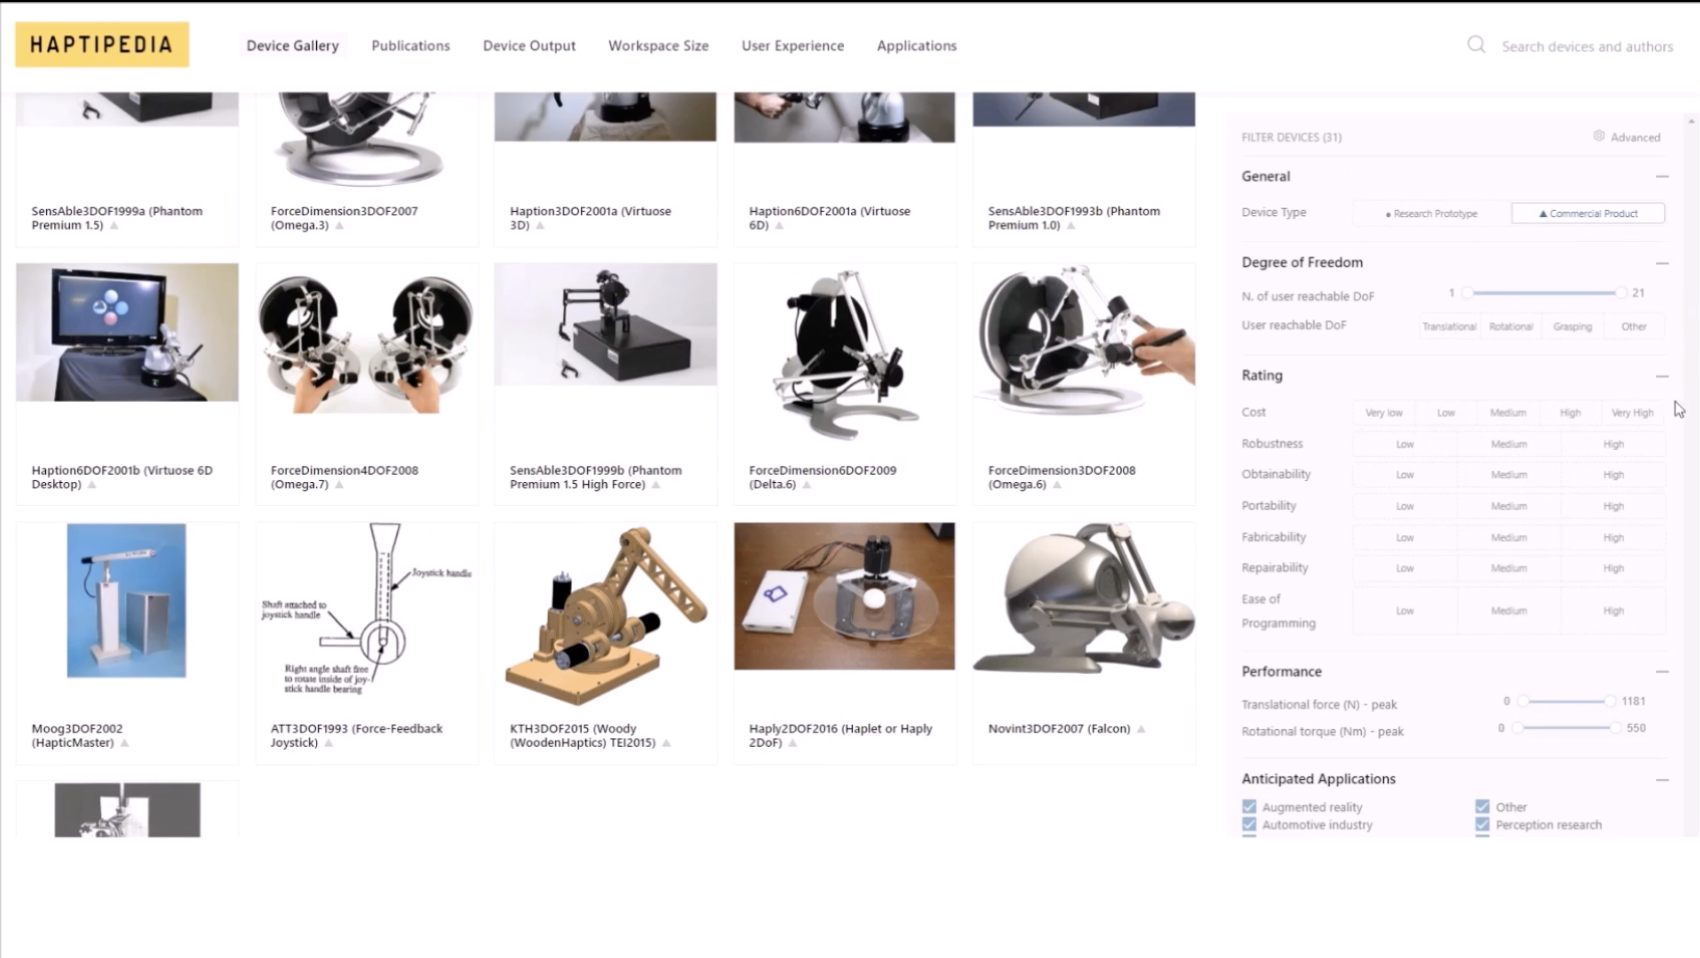 HAPTIPEDIA
Device Gallery
Publications
Device Output
Workspace Size
User Experience
Applications
Search devices and authors
SensAble3DOF1999a (Phantom
Premium 1.5)
ForceDimension3DOF2007
(Omega.3)
Haption3DOF2001a (Virtuose
3D)
Haption6DOF2001a (Virtuose
6D)
SensAble3DOF1993b (Phantom
Premium 1.0)
Haption6DOF2001b (Virtuose 6D
Desktop)
ForceDimension4DOF2008
(Omega.7)
SensAble3DOF1999b (Phantom
Premium 1.5 High Force)
ForceDimension6DOF2009
(Delta.6)
ForceDimension3DOF2008
(Omega.6)
Joystick handle
Shaft attached to
joystick handle
Right angle shaft free
to rotate inside of joy-
stick handle bearing
Moog3DOF2002
(HapticMaster)
ATT3DOF1993 (Force-Feedback
Joystick)
KTH3DOF2015 (Woody
(WoodenHaptics) TEI2015)
Haply2DOF2016 (Haplet or Haply
2DoF)
Novint3DOF2007 (Falcon)
FILTER DEVICES (31)
Advanced
General
Device Type
Research Prototype
Commercial Product
Degree of Freedom
N. of user reachable DoF
1
21
User reachable DoF
Translational
Rotational
Grasping
Other
Rating
Cost
Very low
Low
Medium
High
Very High
Robustness
Low
Medium
High
Obtainability
Low
Medium
High
Portability
Low
Medium
High
Fabricability
Low
Medium
High
Repairability
Low
Medium
High
Ease of
Programming
Low
Medium
High
Performance
Translational force (N) - peak
0
1181
Rotational torque (Nm) - peak
0
550
Anticipated Applications
Augmented reality
Other
Automotive industry
Perception research